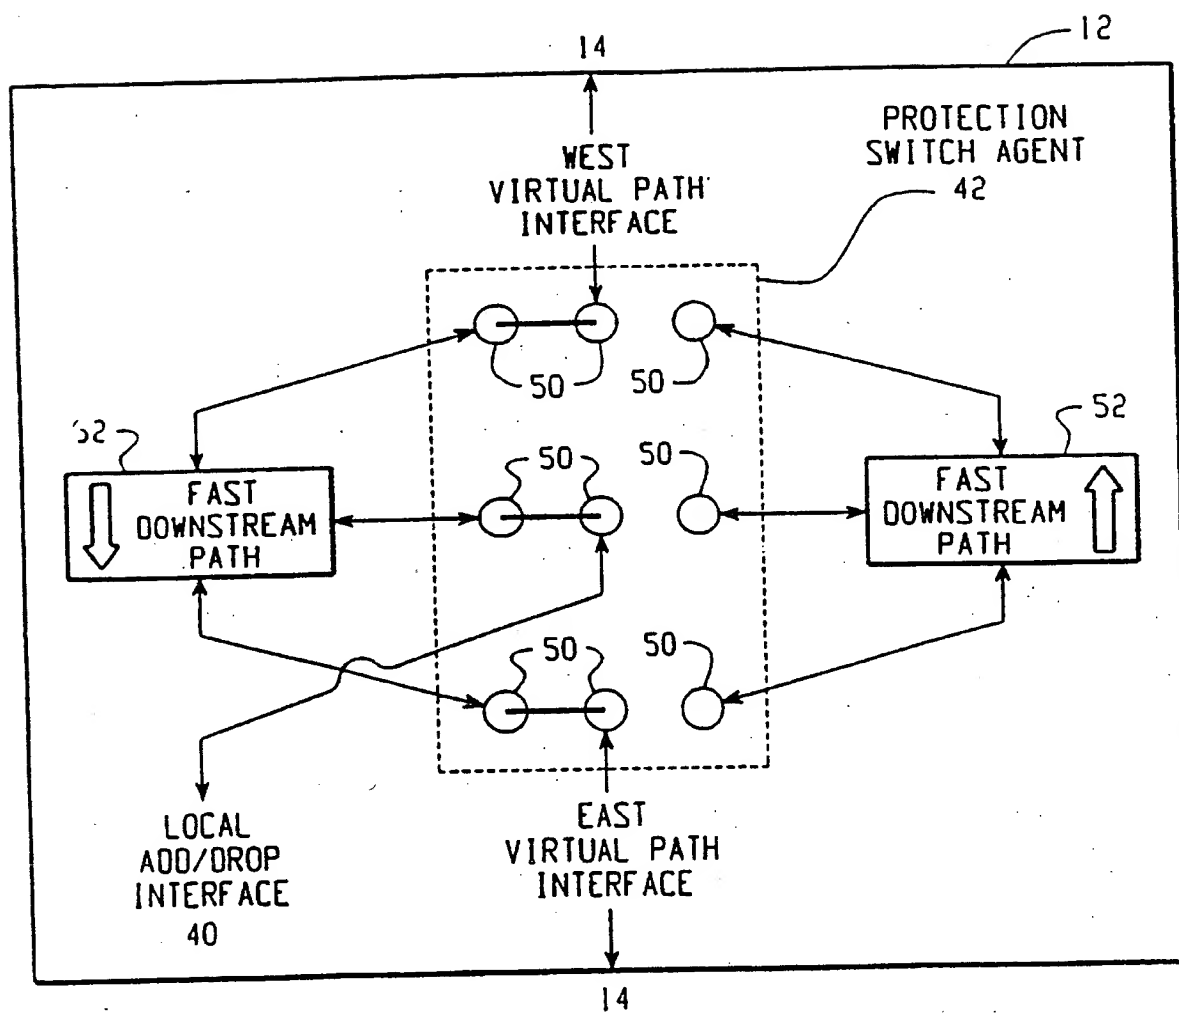 12
14
PROTECTION
SWITCH AGENT
42
WEST
VIRTUAL PATH
INTERFACE
50
50
52
FAST
DOWNSTREAM
PATH
50
50
52
FAST
DOWNSTREAM
PATH
50
50
LOCAL
ADD/DROP
INTERFACE
40
EAST
VIRTUAL PATH
INTERFACE
14